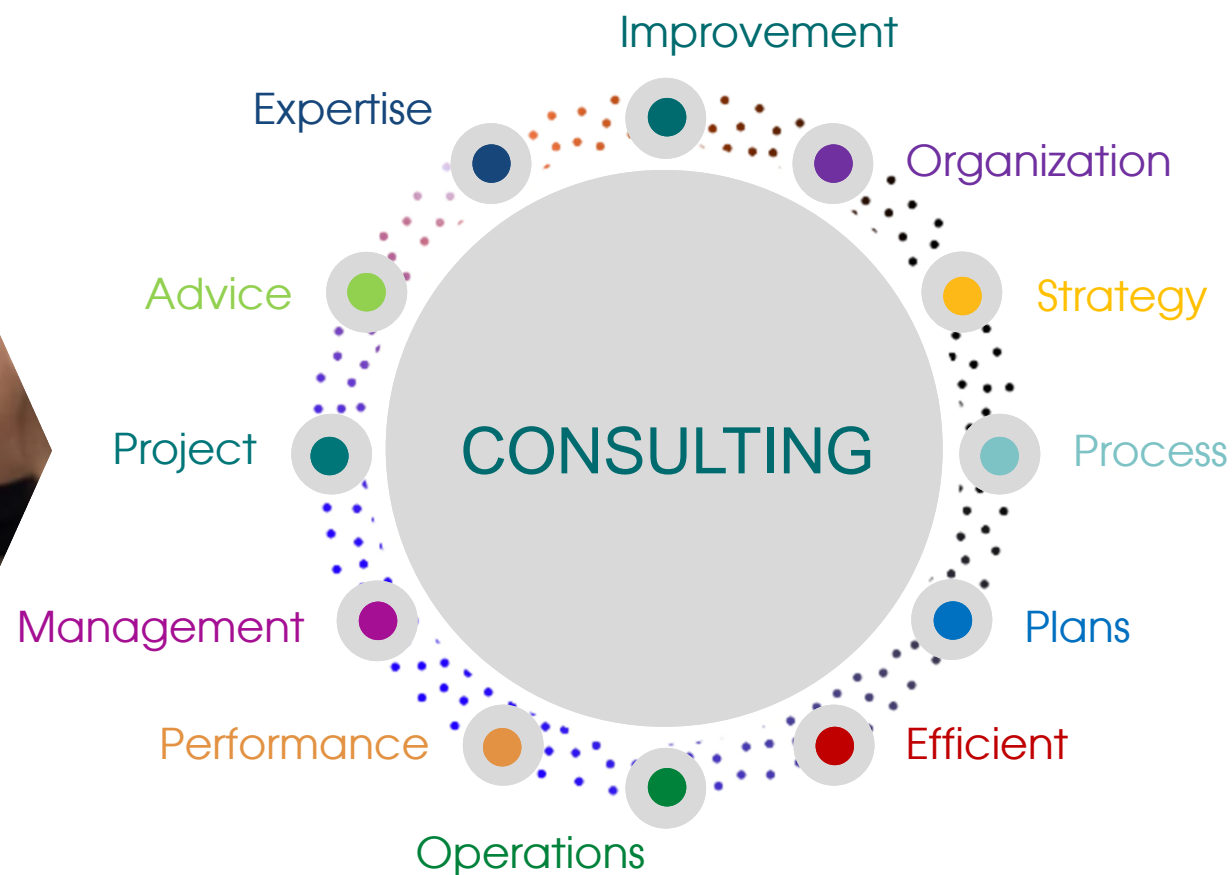 Improvement
Expertise
Organization
Advice
Strategy
Project
CONSULTING
Process
Management
Plans
Performance
Efficient
Operations